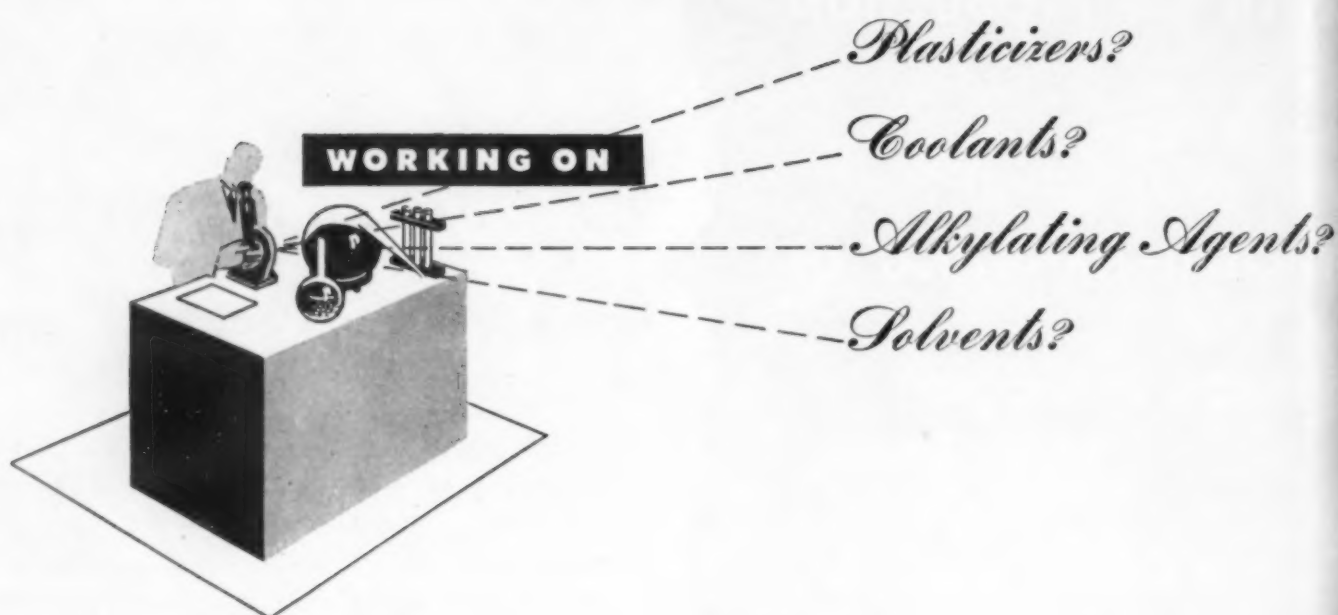 WORKING ON
Plasticizers?
Coolants?
Alkylating Agents?
Solvents?